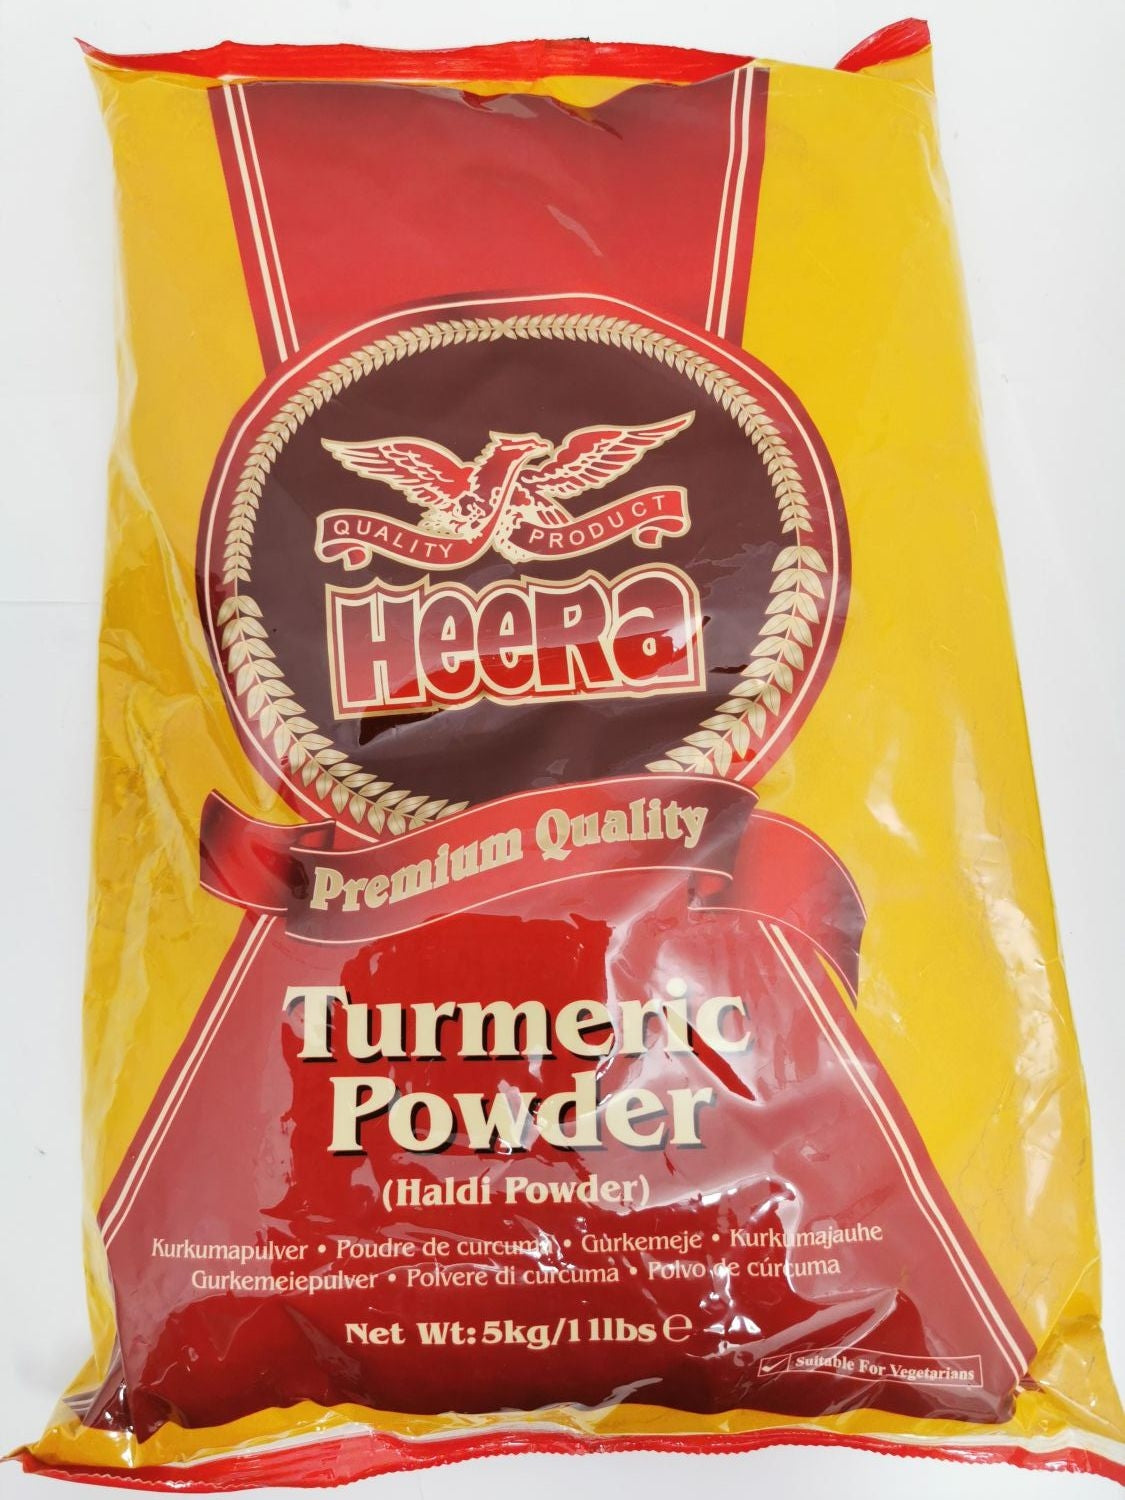 QUALITY PRODUCT
HeeRa
Premium Quality
Turmeric
Powder
(Haldi Powder)
Kurkumapulver • Poudre de curcuma • Gurkemeje • Kurkumajauhe
Gurkemeiepulver • Polvere di curcuma • Polvo de cúrcuma
Net Wt: 5kg/11lbs ℮
Suitable For Vegetarians